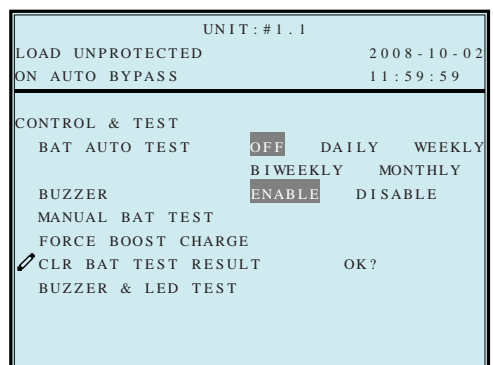 UNIT:#1.1
LOAD UNPROTECTED 2008-10-02
ON AUTO BYPASS 11:59:59
CONTROL & TEST
BAT AUTO TEST OFF DAILY WEEKLY
BIWEEKLY MONTHLY
BUZZER ENABLE DISABLE
MANUAL BAT TEST
FORCE BOOST CHARGE
CLR BAT TEST RESULT OK?
BUZZER & LED TEST